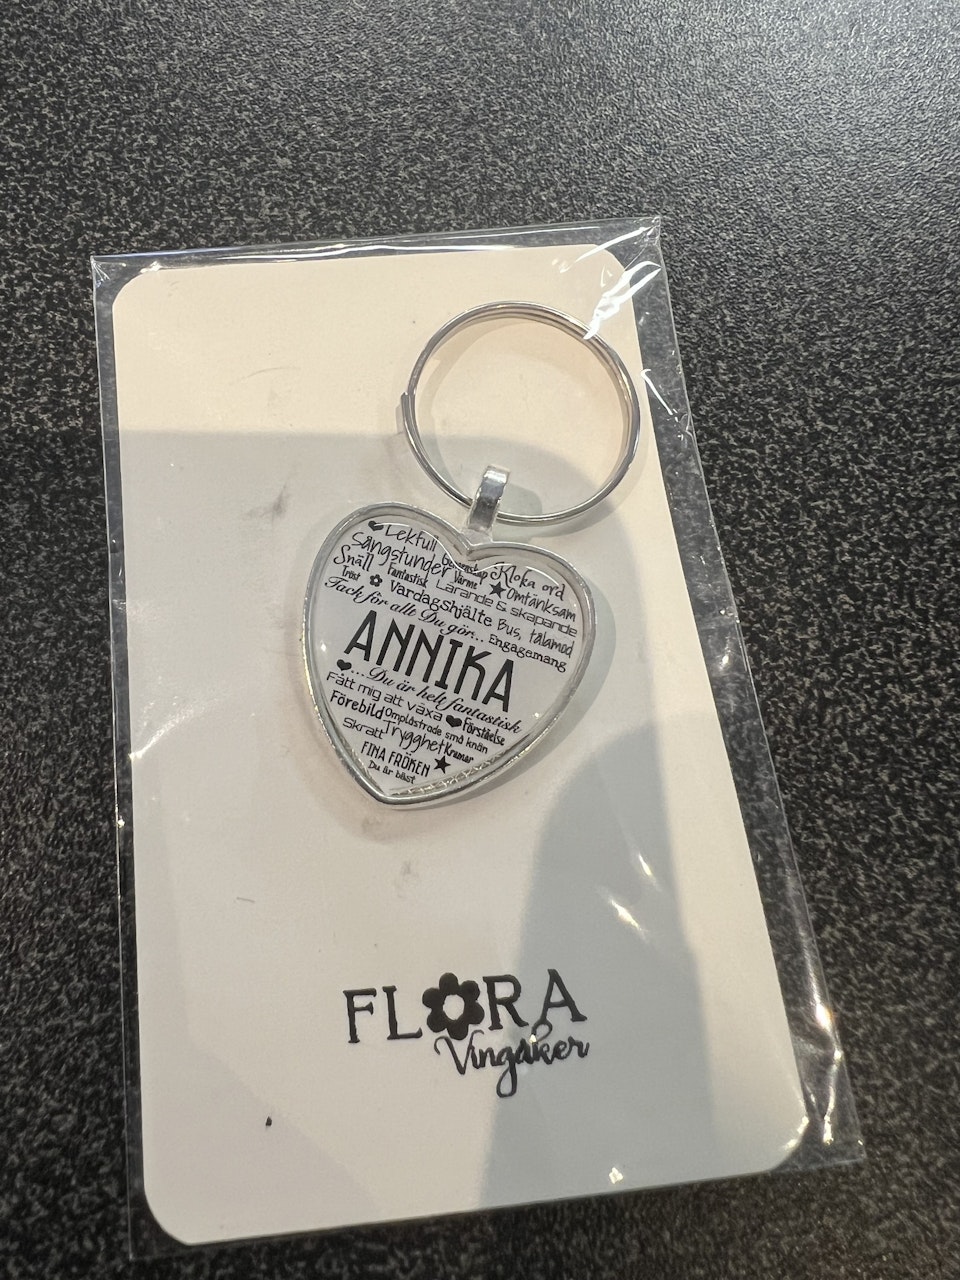 Lekfull
Sångstunder Gemenskap Kloka ord
Snäll Fantastisk Värme Omtänksam
Tröst Vardagshjälte Lärande & skapande
Tack för allt Du gör... Bus, tålamod
Engagemang
ANNIKA
...Du är helt fantastisk
Fått mig att växa Förståelse
Förebild Omplåstrade små knän
Skratt Trygghet Kramar
FINA FRÖKEN
Du är bäst
FLORA
Vingåker